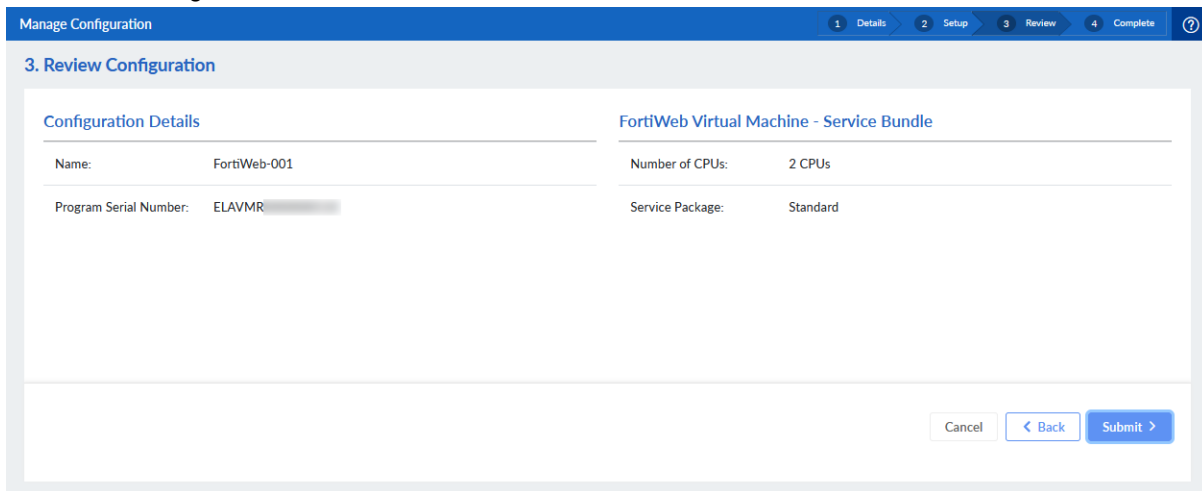 Manage Configuration
1 Details 2 Setup 3 Review 4 Complete ?
3. Review Configuration
Configuration Details
Name: FortiWeb-001
Program Serial Number: ELAVMR
FortiWeb Virtual Machine - Service Bundle
Number of CPUs: 2 CPUs
Service Package: Standard
Cancel < Back Submit >